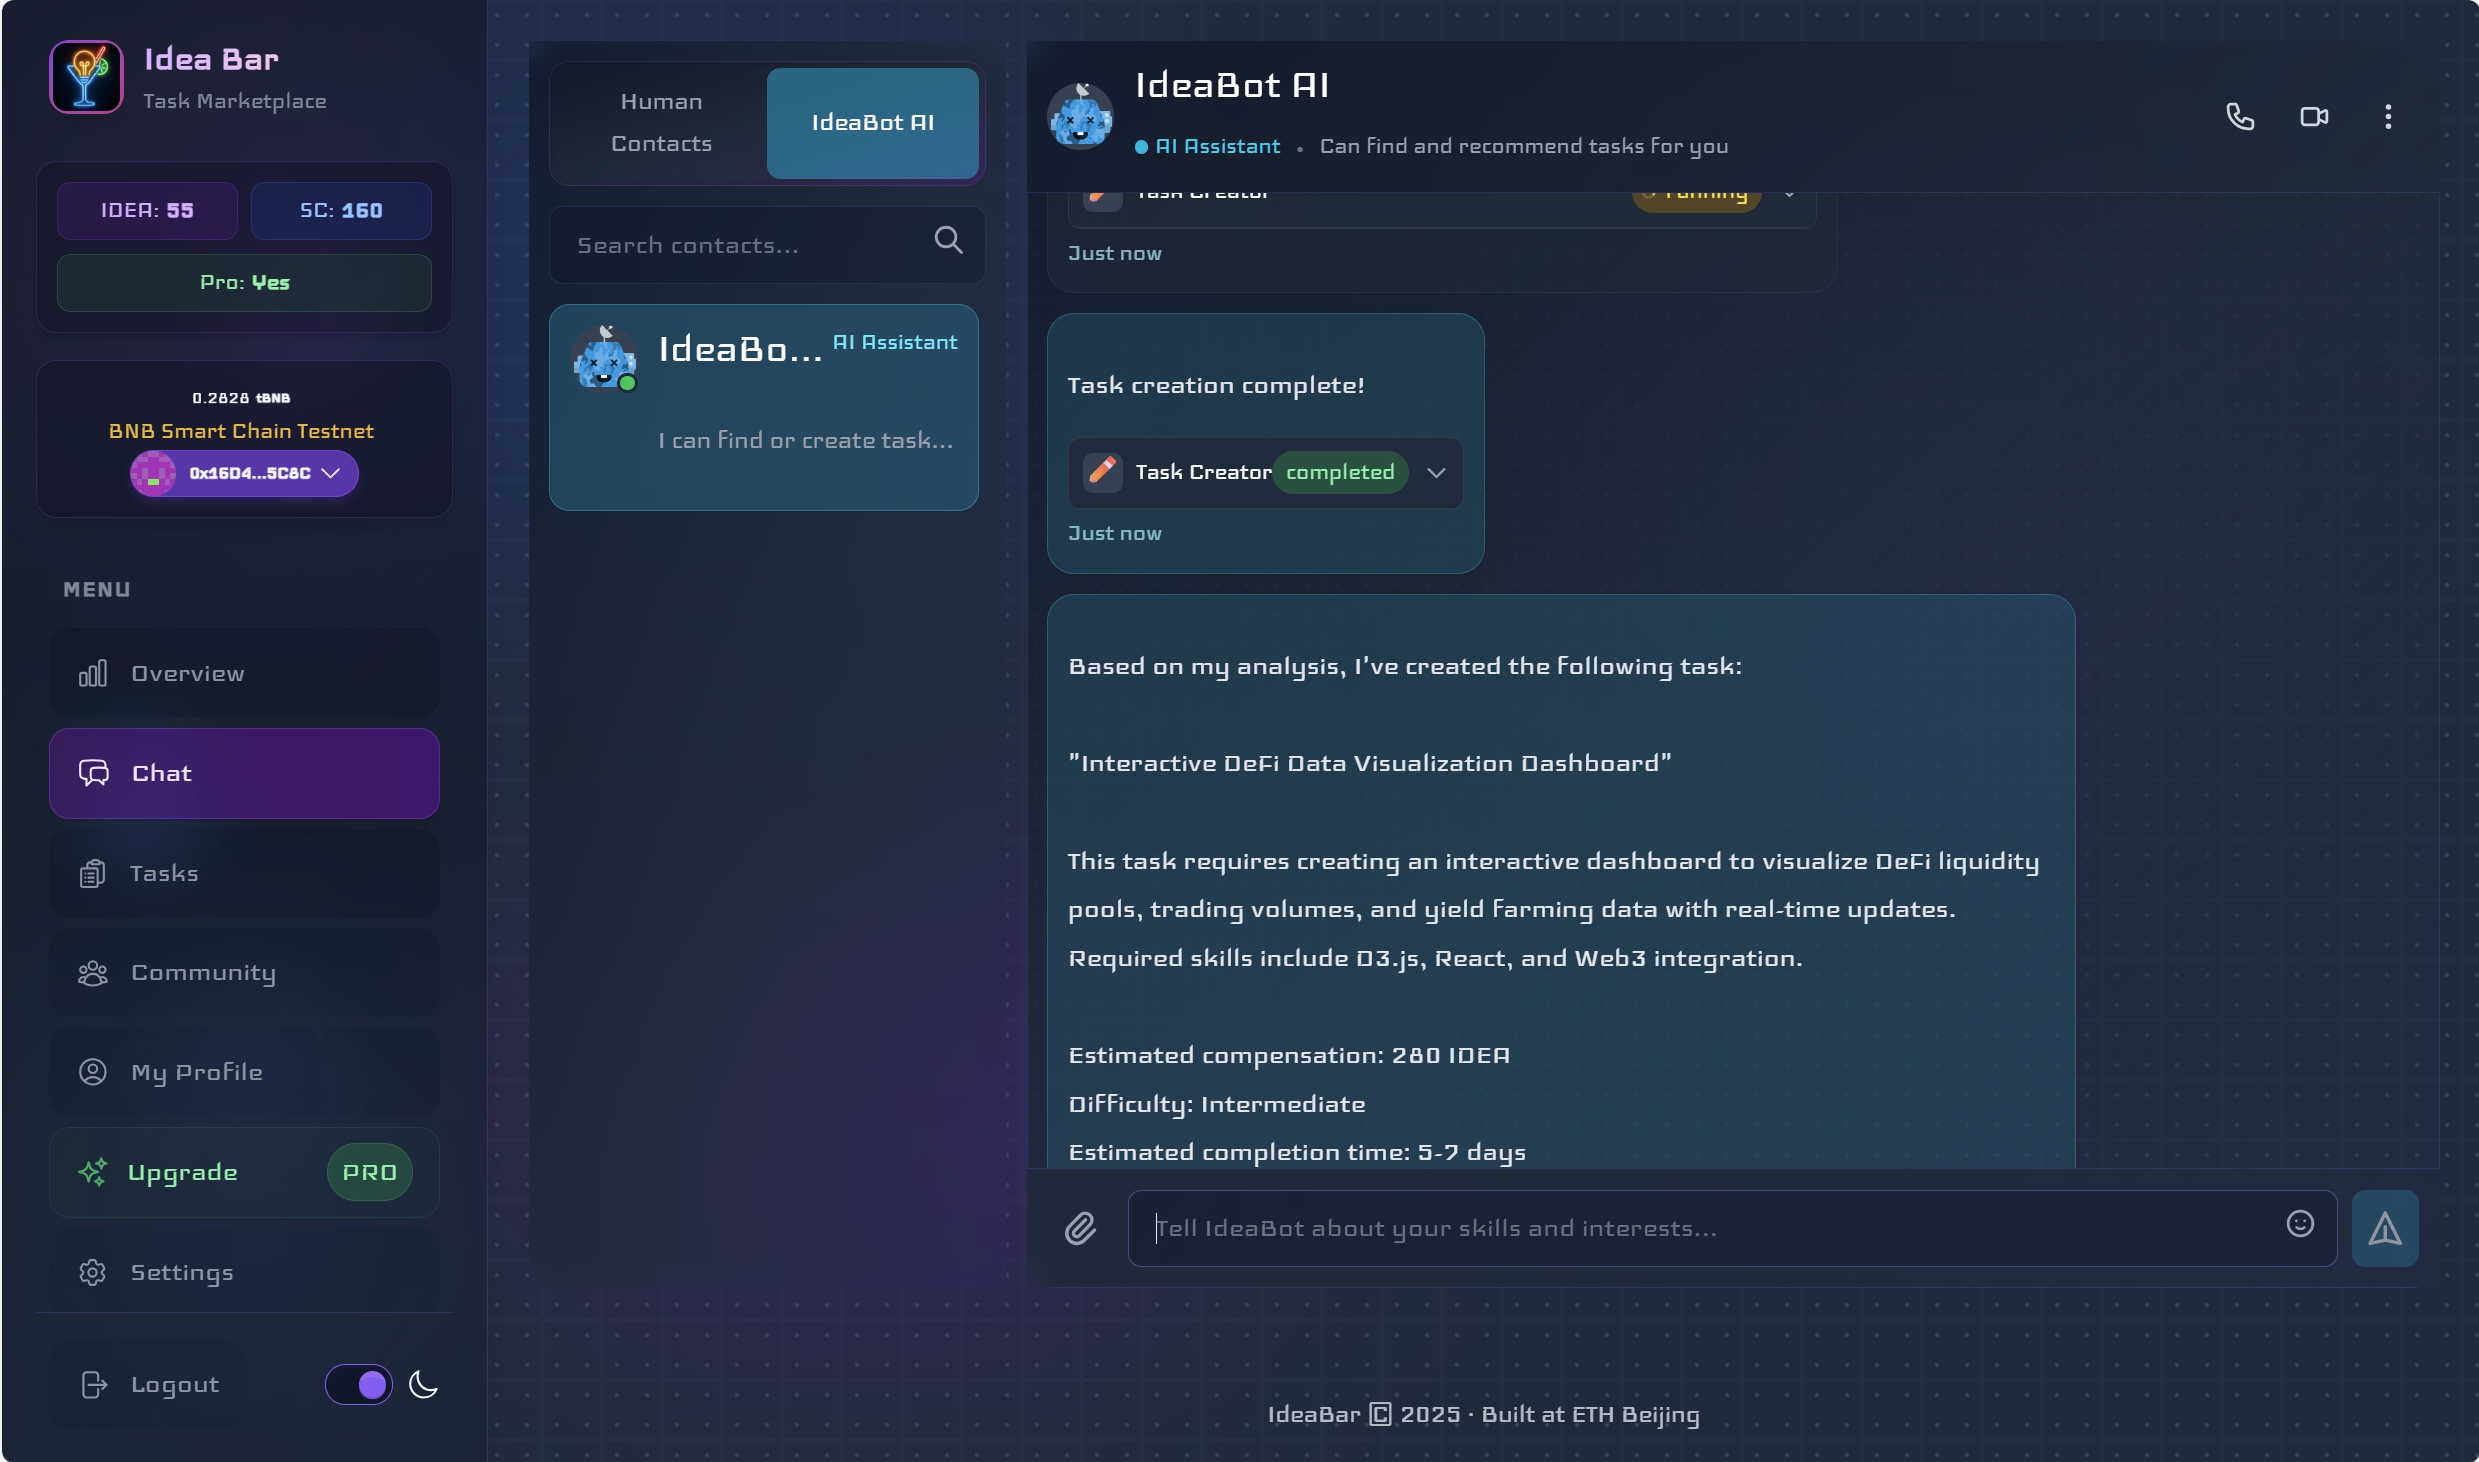 Idea Bar
Task Marketplace
IDEA: 55
SC: 160
Pro: Yes
0.2828 tBNB
BNB Smart Chain Testnet
0x16D4...5C8C
MENU
Overview
Chat
Tasks
Community
My Profile
Upgrade
PRO
Settings
Logout
Human
Contacts
IdeaBot AI
Search contacts...
IdeaBo...
AI Assistant
I can find or create task...
IdeaBot AI
AI Assistant • Can find and recommend tasks for you
Task Creator
running
Just now
Task creation complete!
Task Creator
completed
Just now
Based on my analysis, I've created the following task:
"Interactive DeFi Data Visualization Dashboard"
This task requires creating an interactive dashboard to visualize DeFi liquidity
pools, trading volumes, and yield farming data with real-time updates.
Required skills include D3.js, React, and Web3 integration.
Estimated compensation: 280 IDEA
Difficulty: Intermediate
Estimated completion time: 5-7 days
Tell IdeaBot about your skills and interests...
IdeaBar © 2025 · Built at ETH Beijing